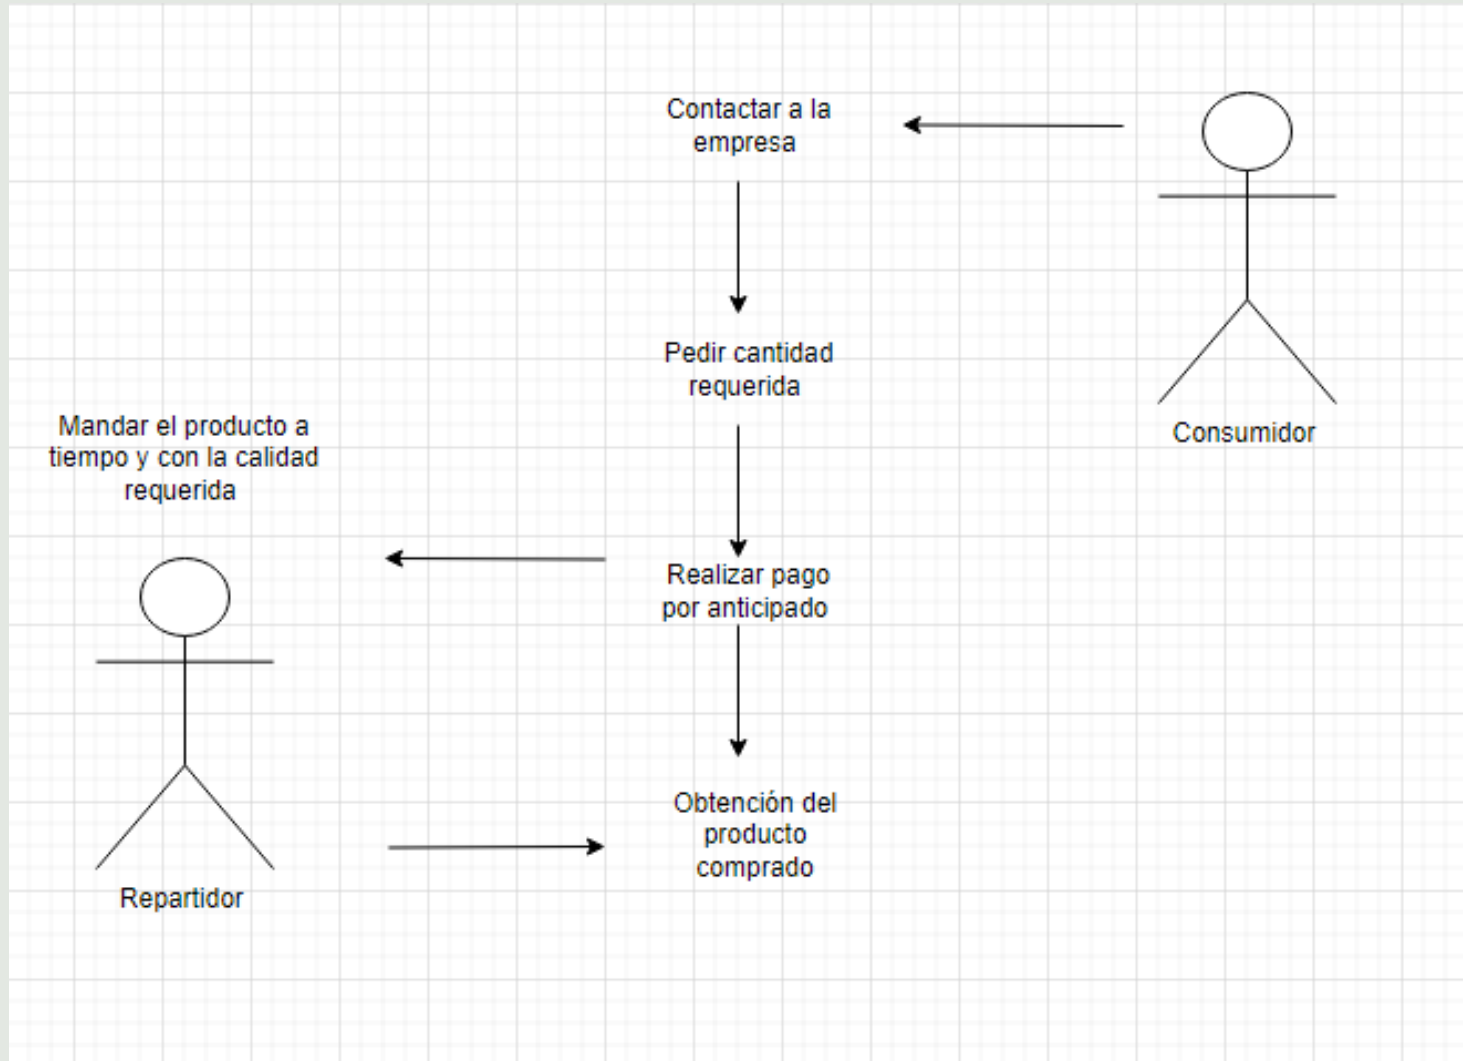 Contactar a la
empresa
Pedir cantidad
requerida
Consumidor
Mandar el producto a
tiempo y con la calidad
requerida
Realizar pago
por anticipado
Obtención del
producto
comprado
Repartidor